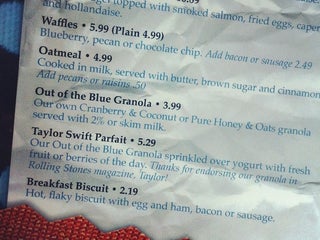 topped with smoked salmon, fried eggs, caper
and hollandaise.
Waffles • 5.99 (Plain 4.99)
Blueberry, pecan or chocolate chip. Add bacon or sausage 2.49
Oatmeal • 4.99
Cooked in milk, served with butter, brown sugar and cinnamon
Add pecans or raisins .50
Out of the Blue Granola • 3.99
Our own Cranberry & Coconut or Pure Honey & Oats granola
served with 2% or skim milk.
Taylor Swift Parfait • 5.29
Our Out of the Blue Granola sprinkled over yogurt with fresh
fruit or berries of the day. Thanks for endorsing our granola in
Rolling Stones magazine, Taylor!
Breakfast Biscuit • 2.19
Hot, flaky biscuit with egg and ham, bacon or sausage.